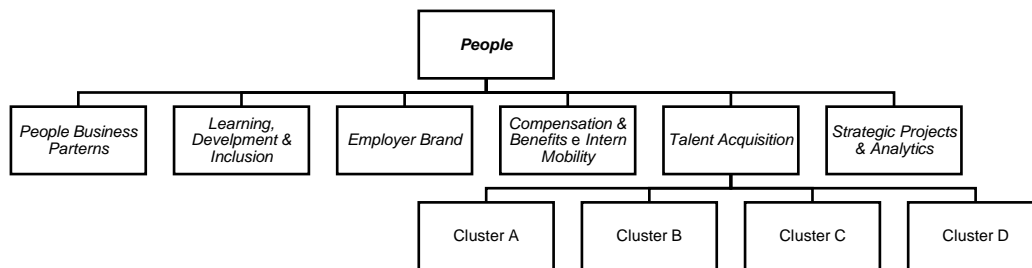 People
People Business
Parterns
Learning,
Develpment &
Inclusion
Employer Brand
Compensation &
Benefits e Intern
Mobility
Talent Acquisition
Strategic Projects
& Analytics
Cluster A
Cluster B
Cluster C
Cluster D